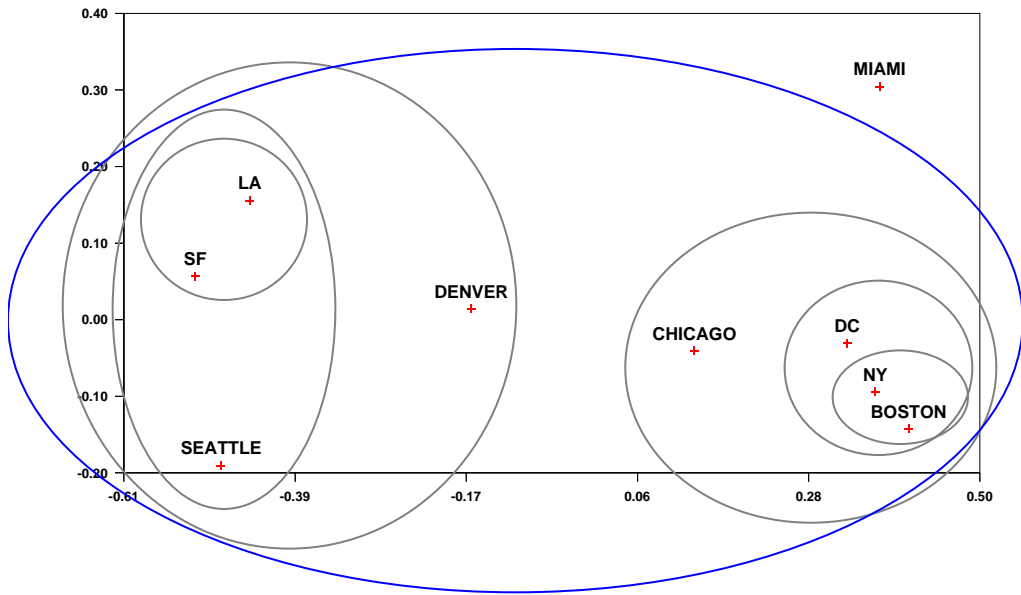 0.40
MIAMI
0.30
0.20
LA
0.10
SF
DENVER
0.00
DC
CHICAGO
NY
-0.10
BOSTON
SEATTLE
-0.20
-0.61 -0.39 -0.17 0.06 0.28 0.50